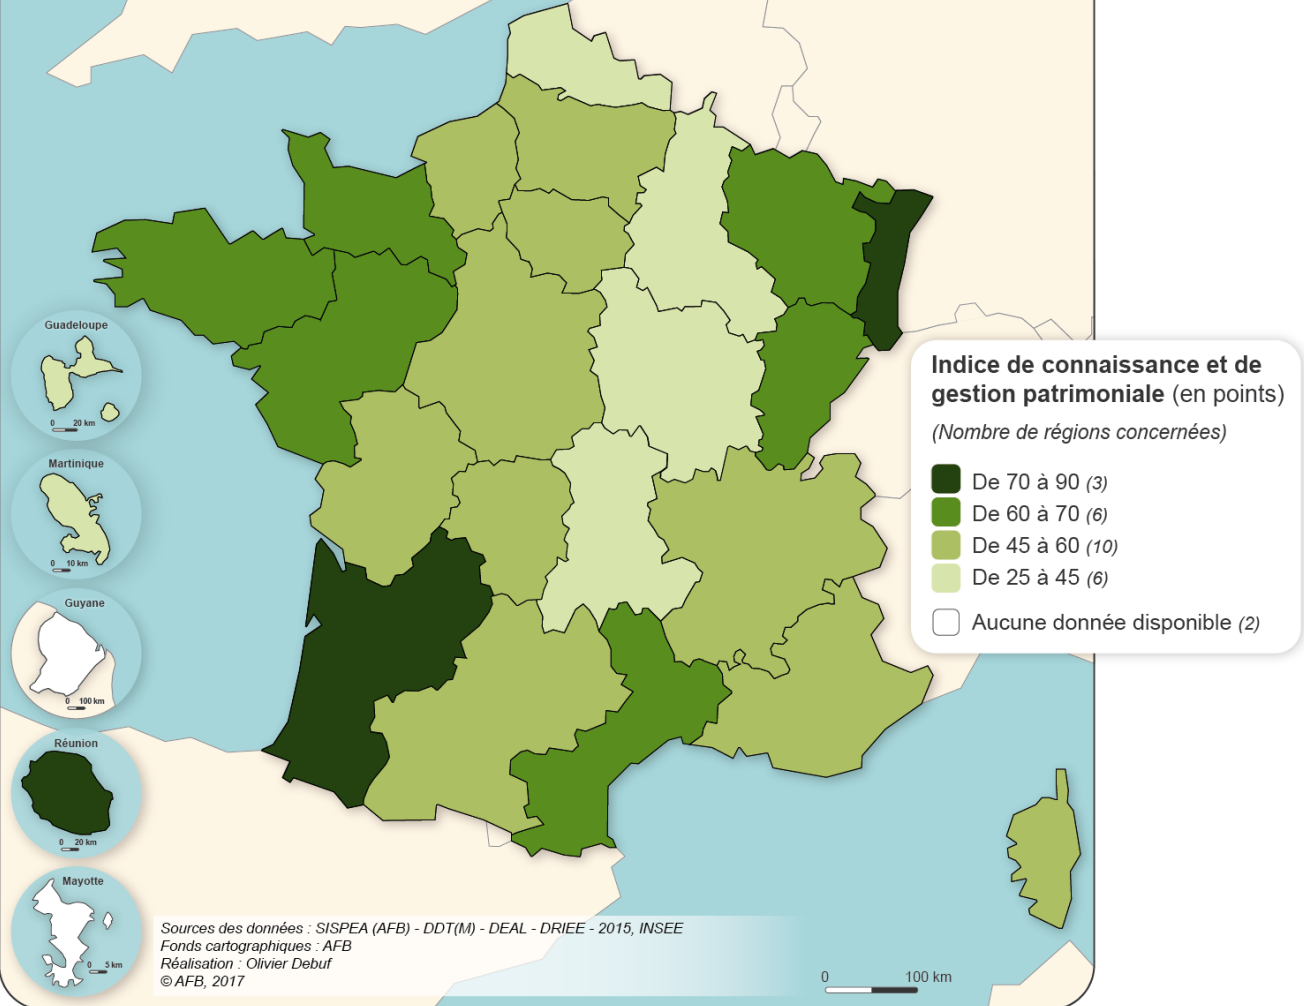 Guadeloupe
0 20 km
Martinique
0 10 km
Guyane
0 100 km
Réunion
0 20 km
Mayotte
0 5 km
Indice de connaissance et de
gestion patrimoniale (en points)
(Nombre de régions concernées)
De 70 à 90 (3)
De 60 à 70 (6)
De 45 à 60 (10)
De 25 à 45 (6)
Aucune donnée disponible (2)
Sources des données : SISPEA (AFB) - DDT(M) - DEAL - DRIEE - 2015, INSEE
Fonds cartographiques : AFB
Réalisation : Olivier Debuf
© AFB, 2017
0 100 km